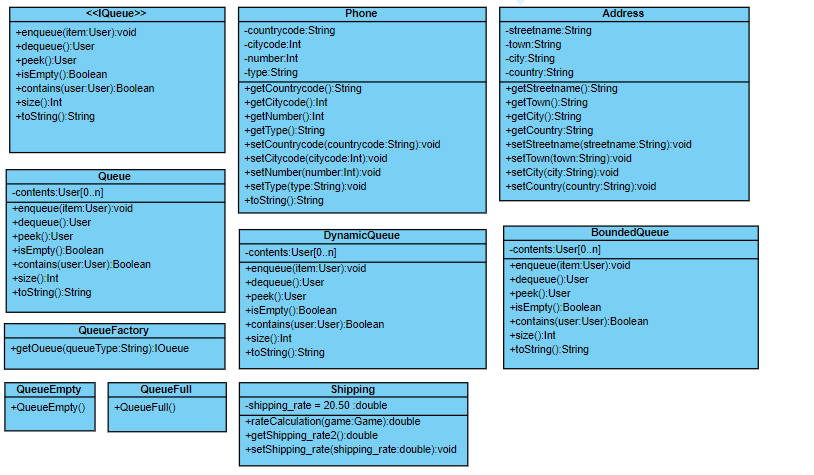 <<IQueue>>
+enqueue(item:User):void
+dequeue():User
+peek():User
+isEmpty():Boolean
+contains(user:User):Boolean
+size():Int
+toString():String
Phone
-countrycode:String
-citycode:Int
-number:Int
-type:String
+getCountrycode():String
+getCitycode():Int
+getNumber():Int
+getType():String
+setCountrycode(countrycode:String):void
+setCitycode(citycode:Int):void
+setNumber(number:Int):void
+setType(type:String):void
+toString():String
Address
-streetname:String
-town:String
-city:String
-country:String
+getStreetname():String
+getTown():String
+getCity():String
+getCountry:String
+setStreetname(streetname:String):void
+setTown(town:String):void
+setCity(city:String):void
+setCountry(country:String):void
Queue
-contents:User[0..n]
+enqueue(item:User):void
+dequeue():User
+peek():User
+isEmpty():Boolean
+contains(user:User):Boolean
+size():Int
+toString():String
DynamicQueue
-contents:User[0..n]
+enqueue(item:User):void
+dequeue():User
+peek():User
+isEmpty():Boolean
+contains(user:User):Boolean
+size():Int
+toString():String
BoundedQueue
-contents:User[0..n]
+enqueue(item:User):void
+dequeue():User
+peek():User
+isEmpty():Boolean
+contains(user:User):Boolean
+size():Int
+toString():String
QueueFactory
+getQueue(queueType:String):IQueue
QueueEmpty
+QueueEmpty()
QueueFull
+QueueFull()
Shipping
-shipping_rate = 20.50 :double
+rateCalculation(game:Game):double
+getShipping_rate2():double
+setShipping_rate(shipping_rate:double):void